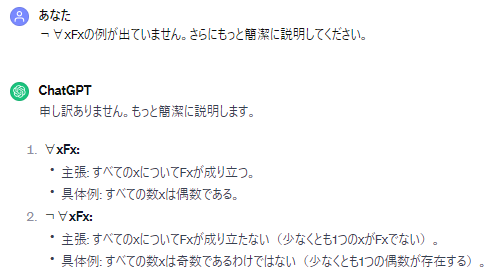 あなた
¬∀xFxの例が出ていません。さらにもっと簡潔に説明してください。
ChatGPT
申し訳ありません。もっと簡潔に説明します。
1. ∀xFx:
• 主張: すべてのxについてFxが成り立つ。
• 具体例: すべての数xは偶数である。
2. ¬∀xFx:
• 主張: すべてのxについてFxが成り立たない（少なくとも1つのxがFxでない）。
• 具体例: すべての数xは奇数であるわけではない（少なくとも1つの偶数が存在する）。